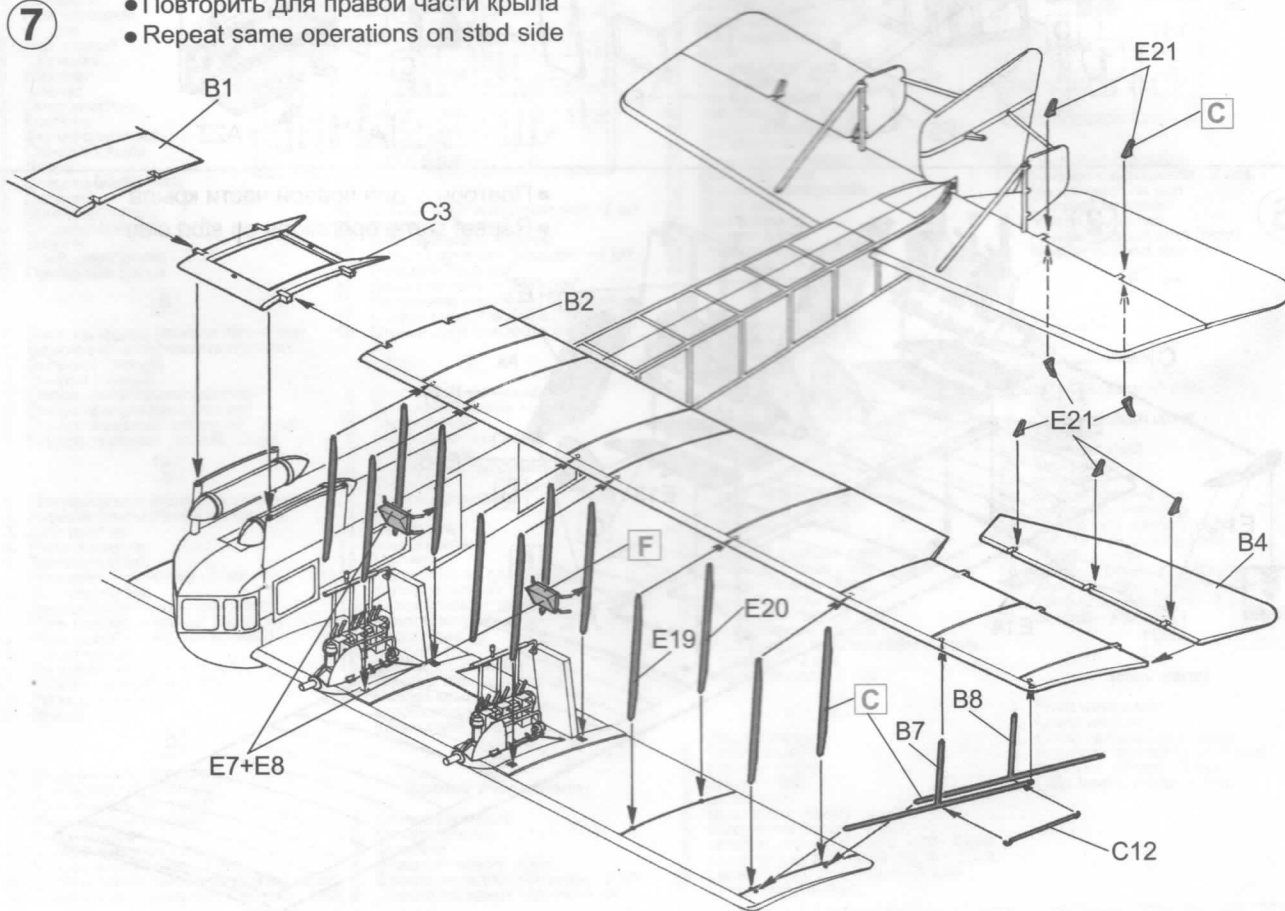 7
• Повторить для правой части крыла
• Repeat same operations on stbd side
B1
E21
C
C3
B2
E21
B4
F
E20
E19
C
B8
B7
E7+E8
C12